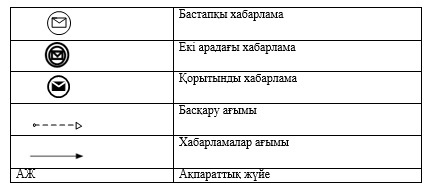 Бастапқы хабарлама
Екі арадағы хабарлама
Қорытынды хабарлама
Басқару ағымы
Хабарламалар ағымы
АЖ Ақпараттық жүйе